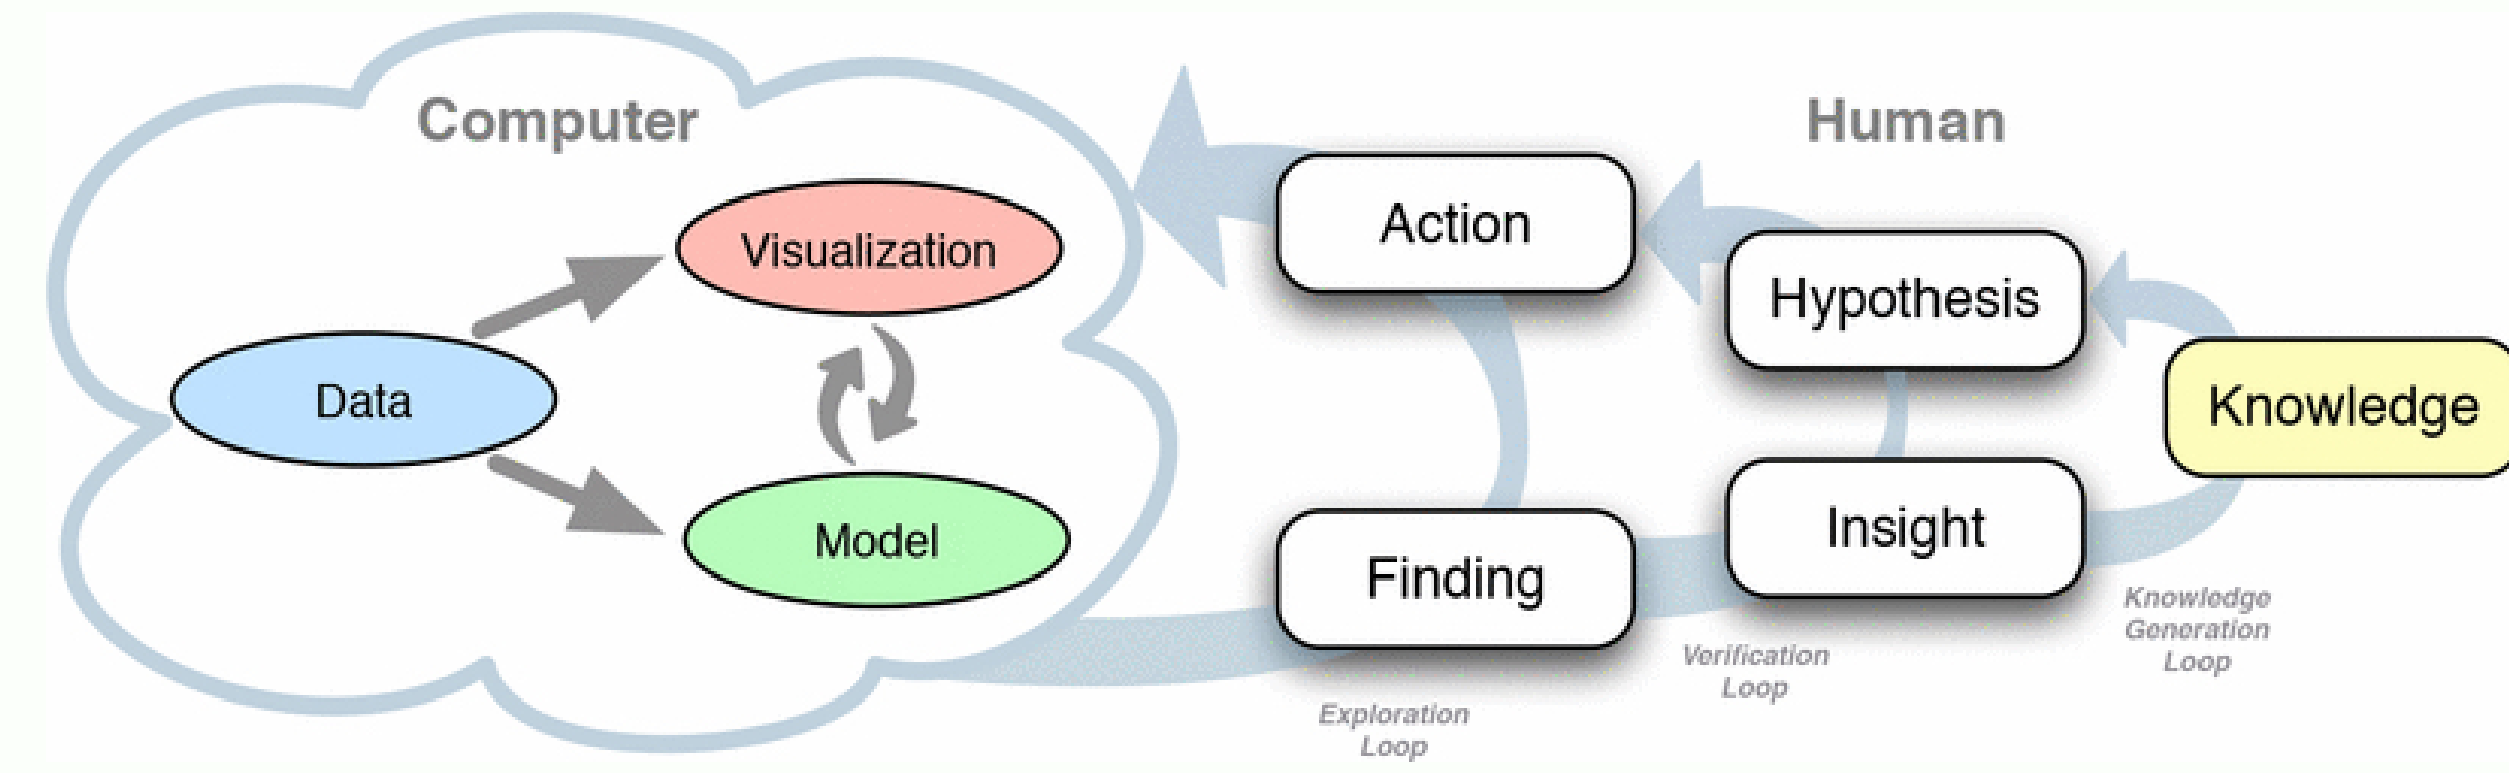 Computer
Human
Visualization
Data
Model
Action
Hypothesis
Knowledge
Finding
Insight
Exploration
Loop
Verification
Loop
Knowledge
Generation
Loop